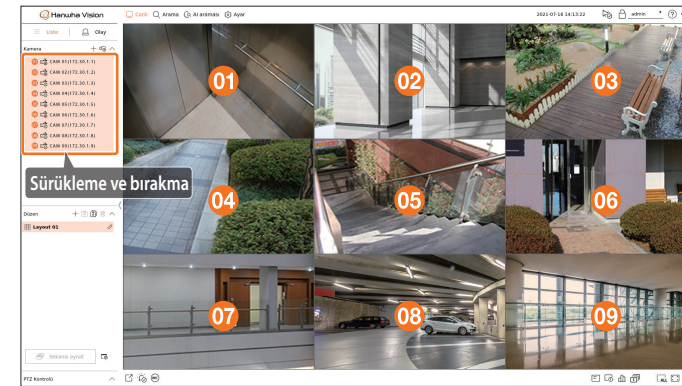 Hanwha Vision
Canlı Arama AI araması Ayar
2021-07-16 14:13:22 admin
Liste Olay
Kamera
CAM 01(172.30.1.1)
CAM 02(172.30.1.2)
CAM 03(172.30.1.3)
CAM 04(172.30.1.4)
CAM 05(172.30.1.5)
CAM 06(172.30.1.6)
CAM 07(172.30.1.7)
CAM 08(172.30.1.8)
CAM 09(172.30.1.9)
Sürükleme ve bırakma
Düzen
Layout 01
Sekansı oynat
PTZ Kontrolü
01
02
03
04
05
06
07
08
09